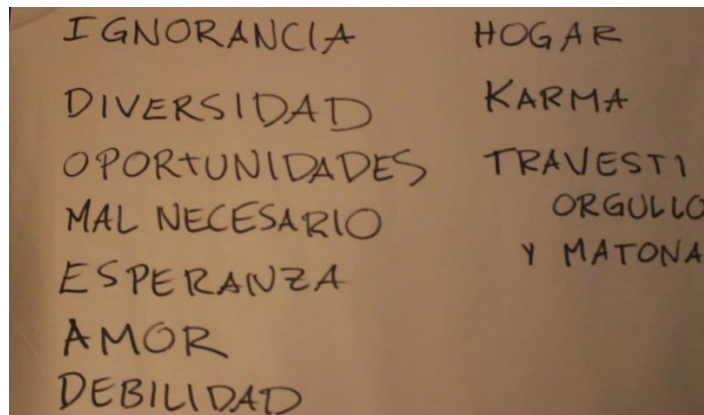 IGNORANCIA
DIVERSIDAD
OPORTUNIDADES
MAL NECESARIO
ESPERANZA
AMOR
DEBILIDAD
HOGAR
KARMA
TRAVESTI
ORGULLO
Y MATONA